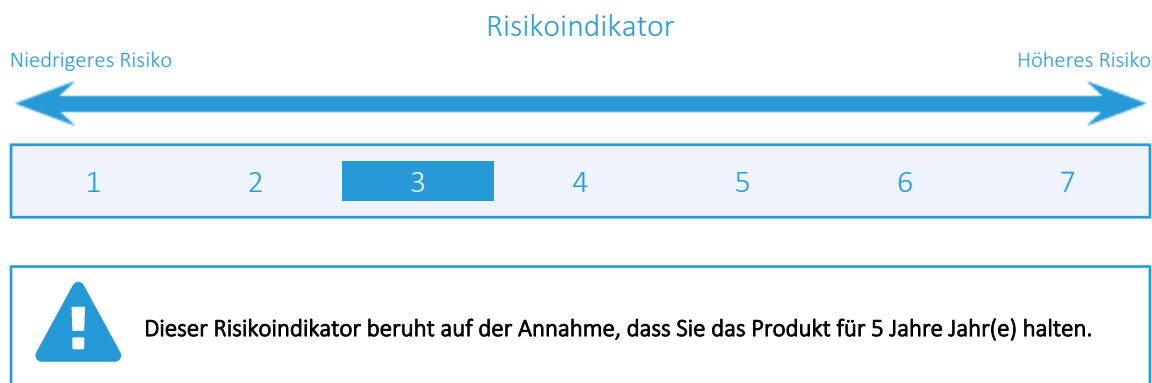 Risikoindikator
Niedrigeres Risiko Höheres Risiko
1 2 3 4 5 6 7
Dieser Risikoindikator beruht auf der Annahme, dass Sie das Produkt für 5 Jahre Jahr(e) halten.